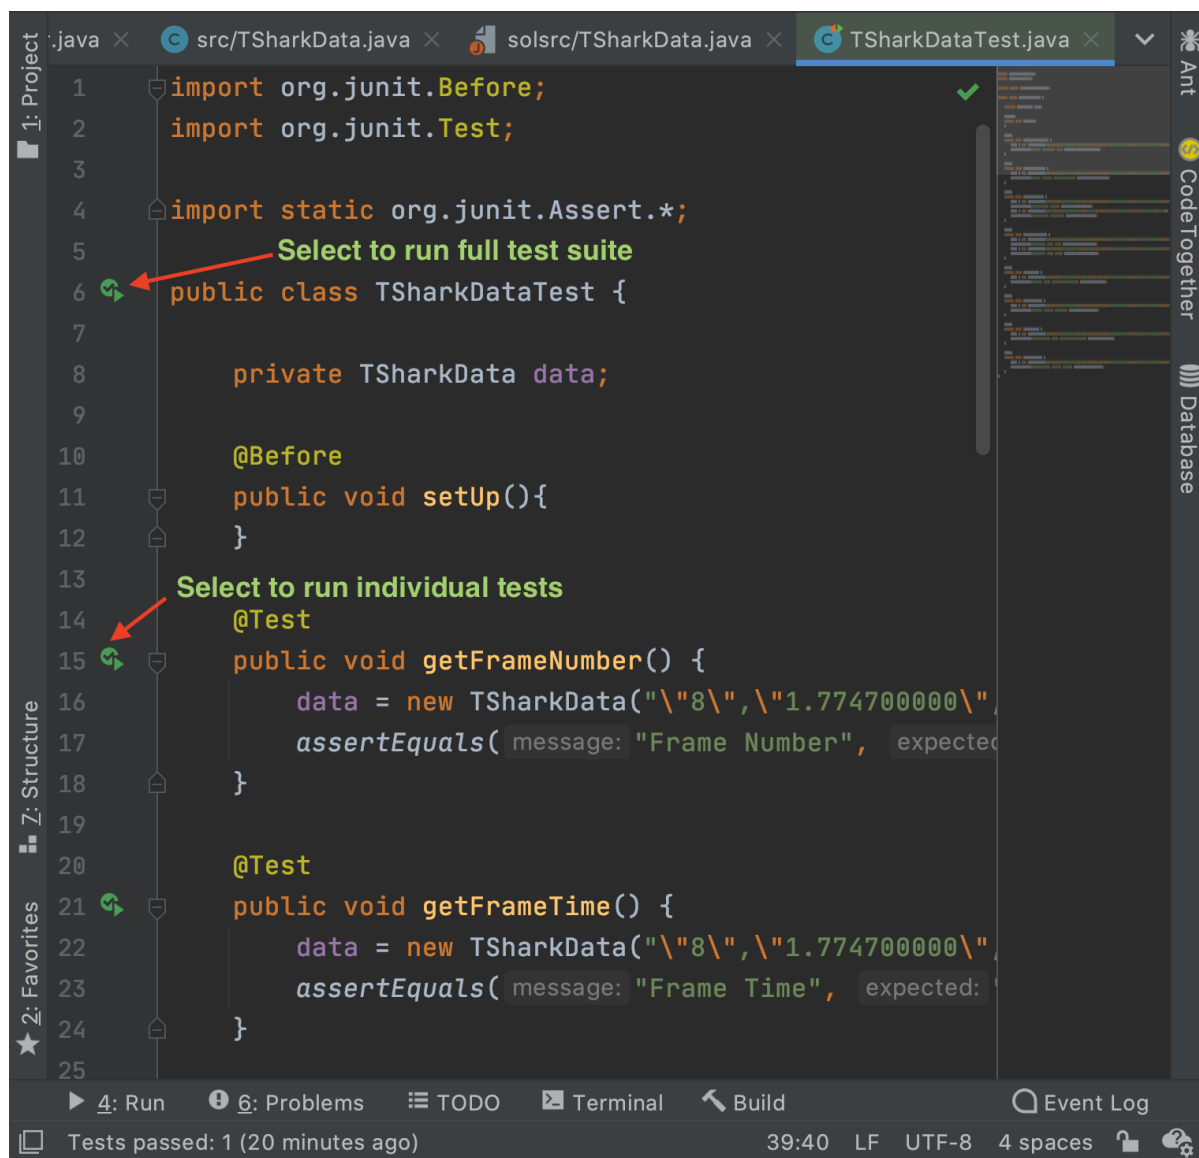 .java
src/TSharkData.java
solsrc/TSharkData.java
TSharkDataTest.java
1: Project
7: Structure
2: Favorites
1 import org.junit.Before;
2 import org.junit.Test;
3
4 import static org.junit.Assert.*;
5 Select to run full test suite
6 public class TSharkDataTest {
7
8 private TSharkData data;
9
10 @Before
11 public void setUp(){
12 }
13 Select to run individual tests
14 @Test
15 public void getFrameNumber() {
16 data = new TSharkData("\"8\",\"1.774700000\",
17 assertEquals( message: "Frame Number", expected
18 }
19
20 @Test
21 public void getFrameTime() {
22 data = new TSharkData("\"8\",\"1.774700000\",
23 assertEquals( message: "Frame Time", expected: "
24 }
25
Ant
CodeTogether
Database
4: Run 6: Problems TODO Terminal Build Event Log
Tests passed: 1 (20 minutes ago) 39:40 LF UTF-8 4 spaces